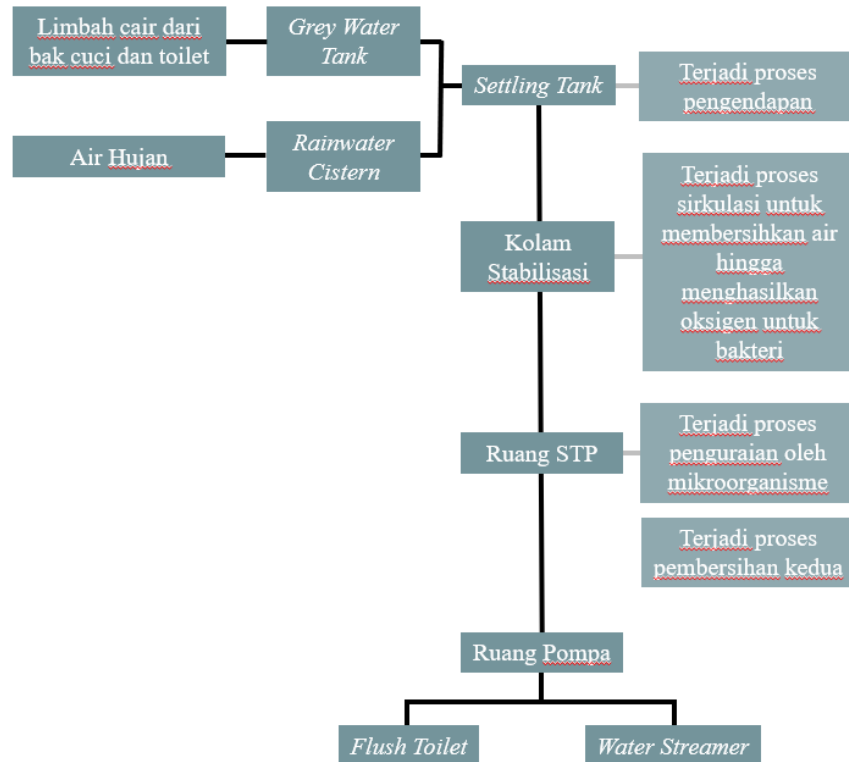 Limbah cair dari
bak cuci dan toilet
Grey Water
Tank
Settling Tank
Terjadi proses
pengendapan
Air Hujan
Rainwater
Cistern
Kolam
Stabilisasi
Terjadi proses
sirkulasi untuk
membersihkan air
hingga
menghasilkan
oksigen untuk
bakteri
Ruang STP
Terjadi proses
penguraian oleh
mikroorganisme
Terjadi proses
pembersihan kedua
Ruang Pompa
Flush Toilet
Water Streamer